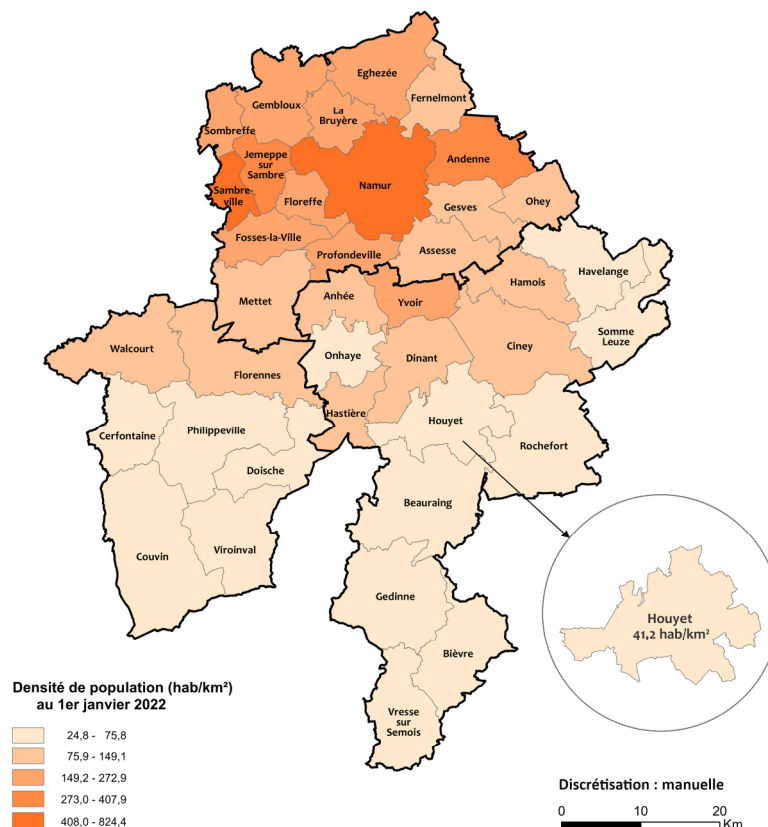 Eghezée
Gembloux
Fernelmont
La
Bruyère
Sombreffe
Jemeppe
sur
Sambre
Andenne
Namur
Sambre-
ville
Floreffe
Gesves
Ohey
Fosses-la-Ville
Profondeville
Assesse
Havelange
Hamois
Mettet
Anhée
Yvoir
Somme
Leuze
Walcourt
Onhaye
Dinant
Ciney
Florennes
Hastière
Houyet
Cerfontaine
Philippeville
Rochefort
Doische
Beauraing
Couvin
Viroinval
Gedinne
Houyet
41,2 hab/km²
Bièvre
Vresse
sur
Semois
Densité de population (hab/km²)
au 1er janvier 2022
24,8 - 75,8
75,9 - 149,1
149,2 - 272,9
273,0 - 407,9
408,0 - 824,4
Discrétisation : manuelle
0 10 20
Km